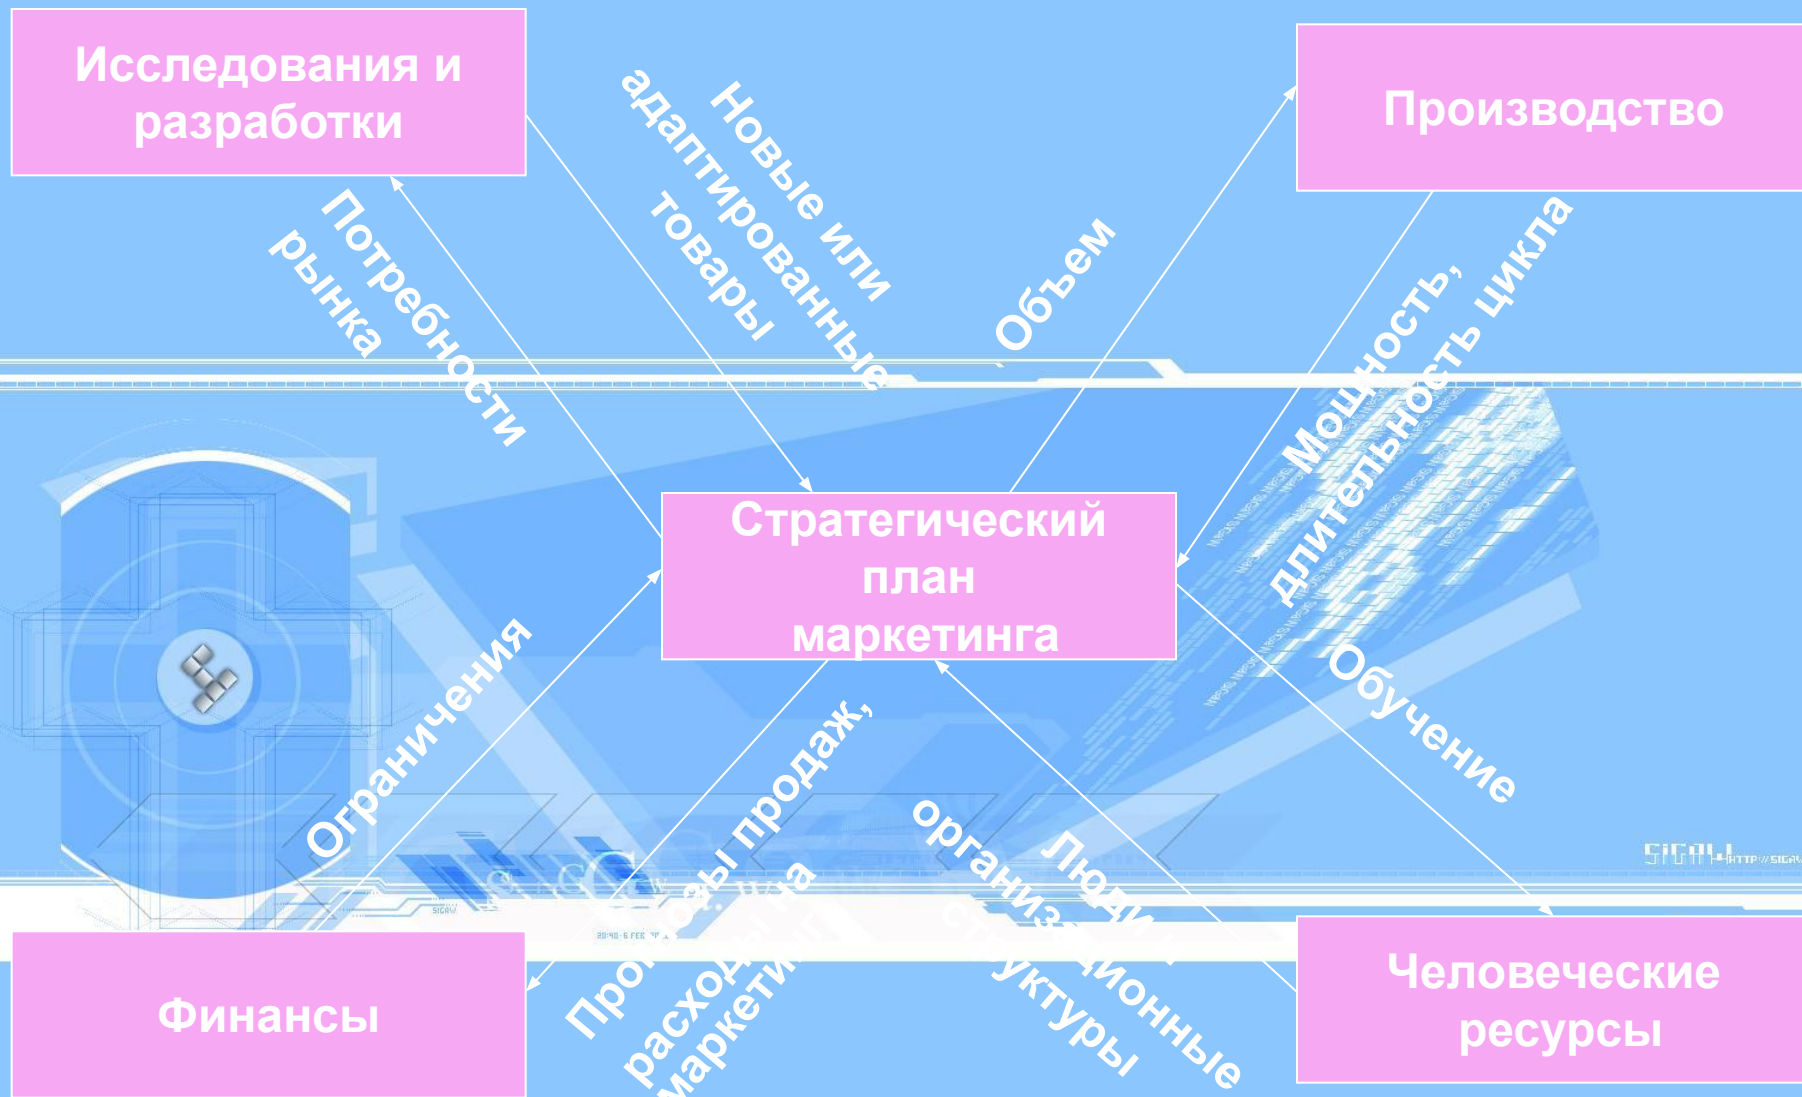 Исследования и
разработки
Производство
Новые или
адаптированные
товары
Потребности
рынка
Объем
Мощность,
длительность цикла
Стратегический
план
маркетинга
Ограничения
Прогнозы продаж,
расходы на
маркетинг
Обучение
Люди и
организационные
структуры
Финансы
Человеческие
ресурсы
SIGAW